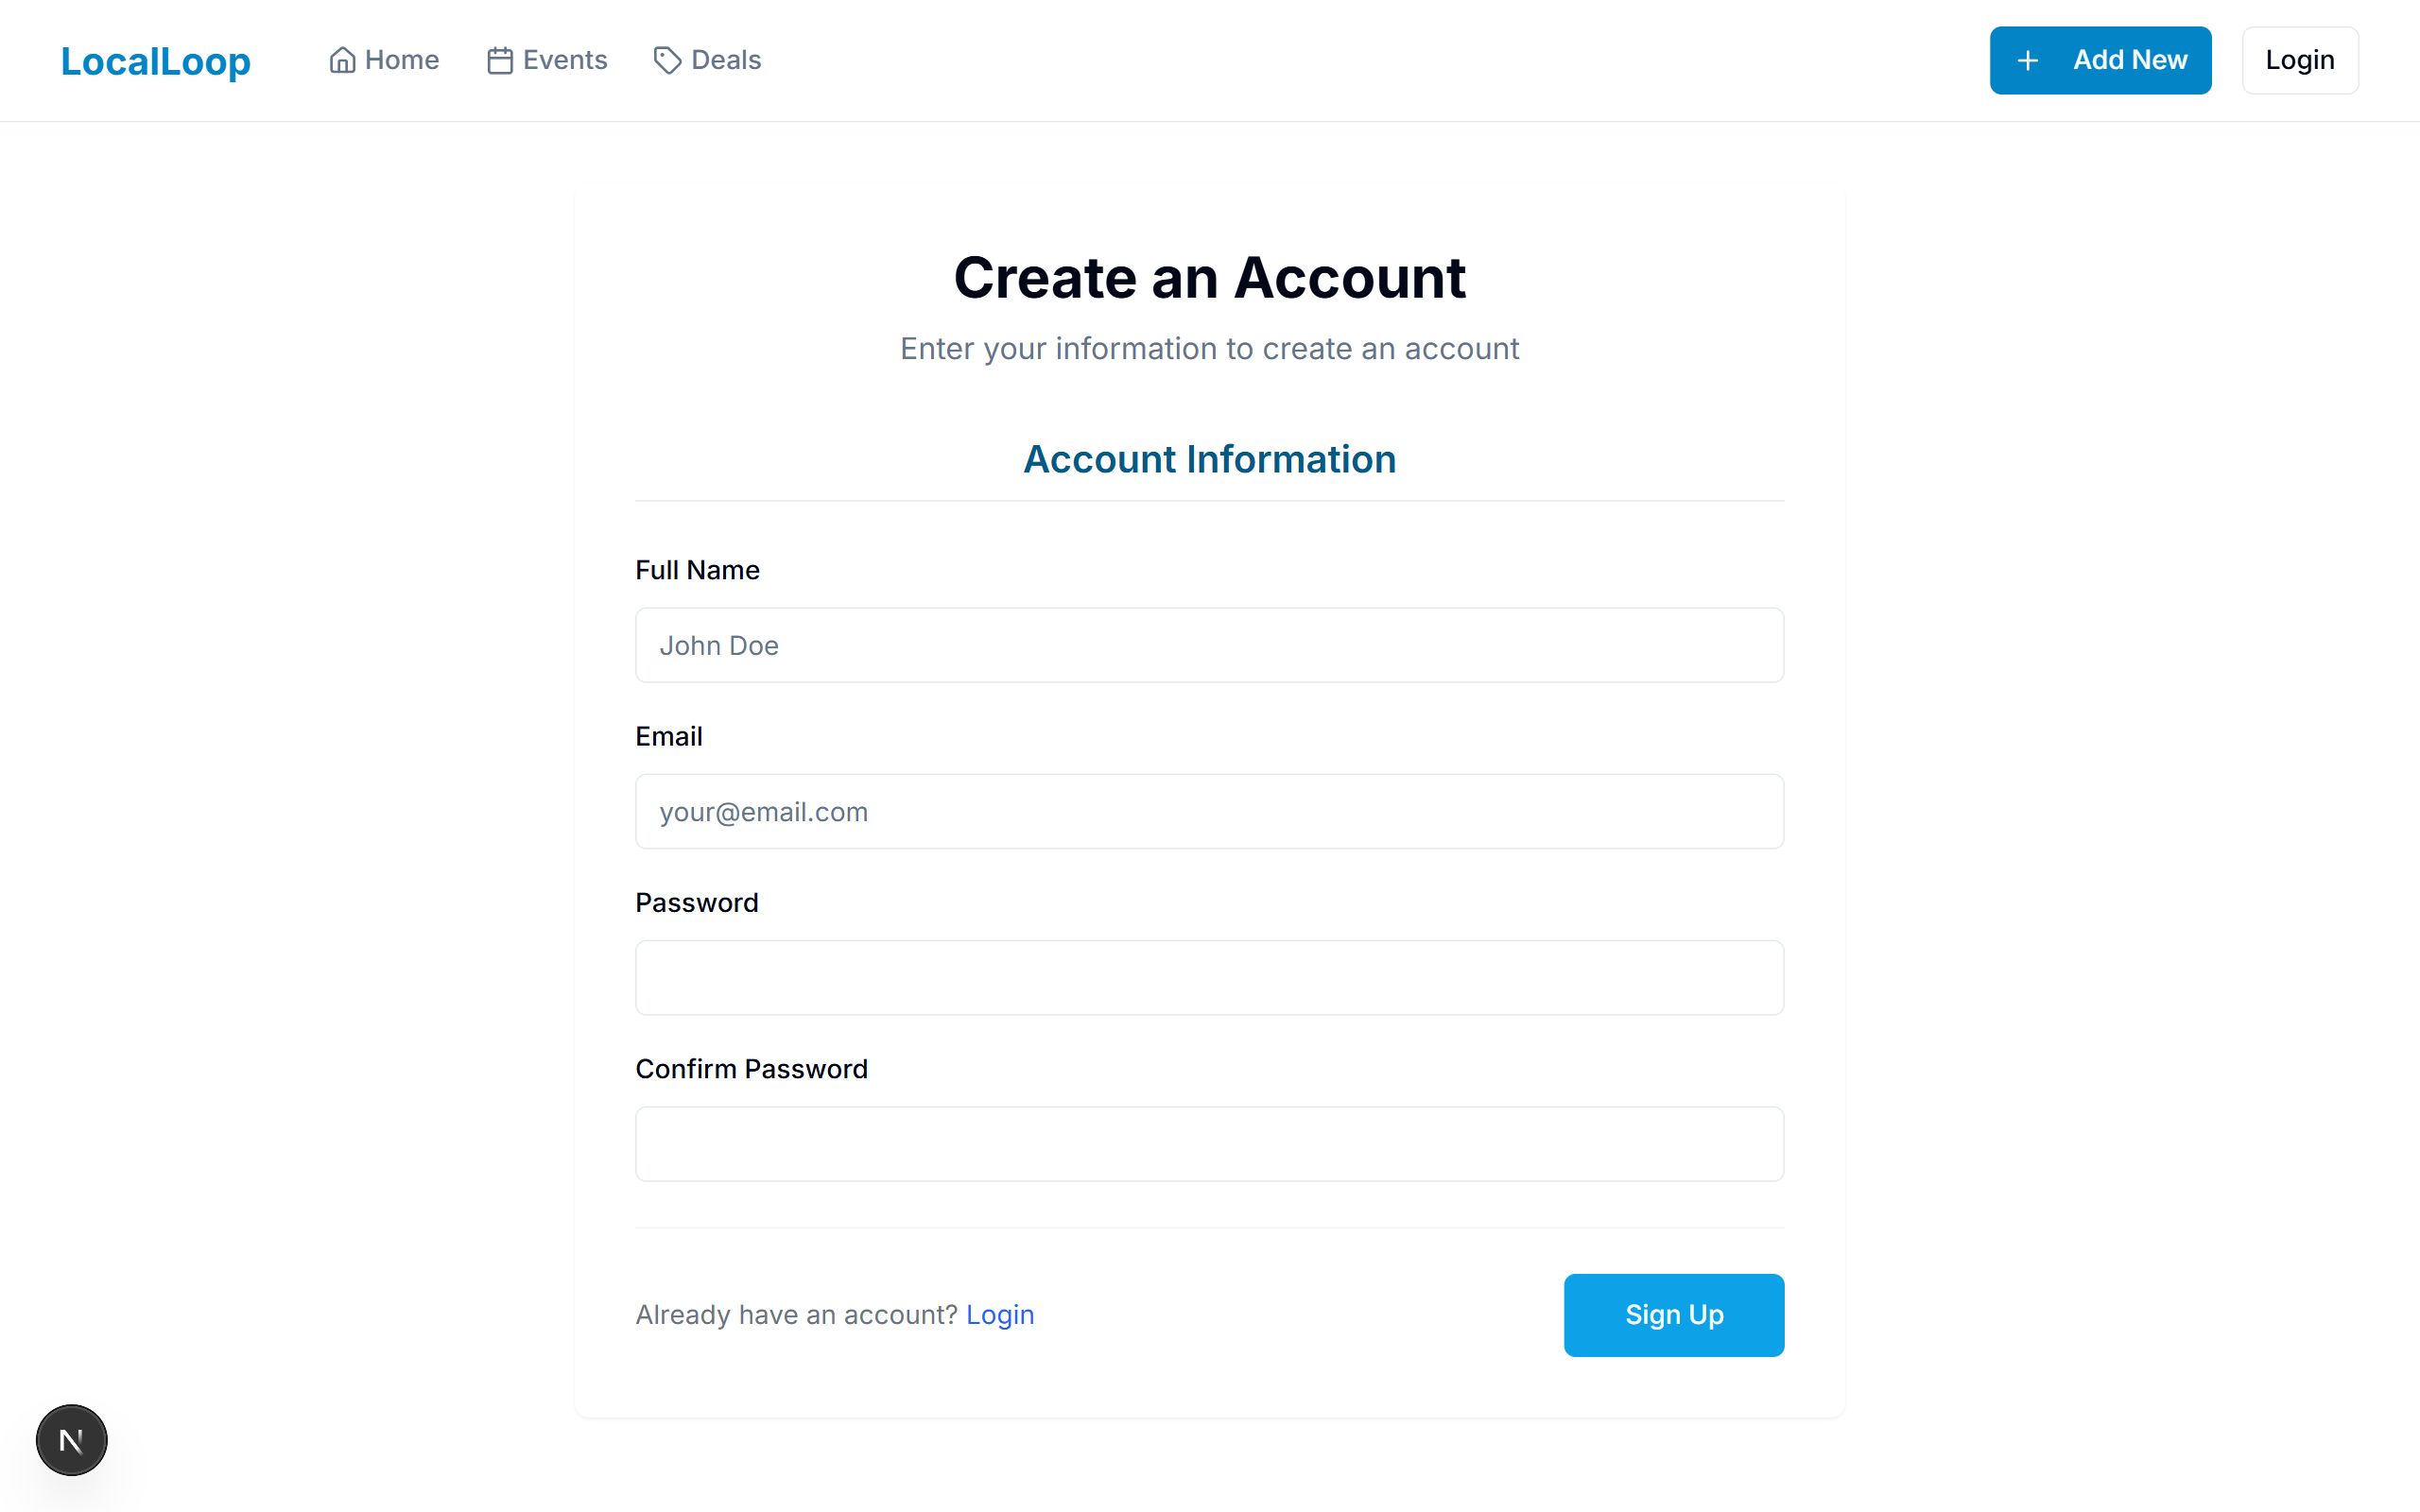 LocalLoop
Home
Events
Deals
Add New
Login
Create an Account
Enter your information to create an account
Account Information
Full Name
John Doe
Email
your@email.com
Password
Confirm Password
Already have an account? Login
Sign Up
N